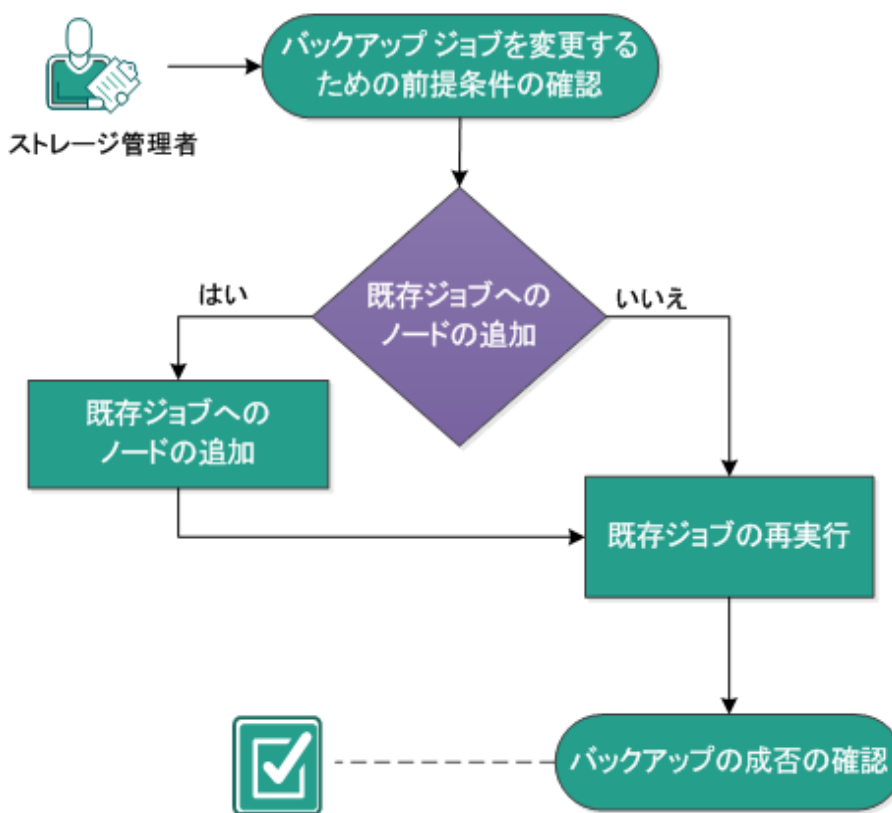 バックアップ ジョブを変更する
ための前提条件の確認
ストレージ管理者
既存ジョブへの
ノードの追加
はい
いいえ
既存ジョブへの
ノードの追加
既存ジョブの再実行
バックアップの成否の確認